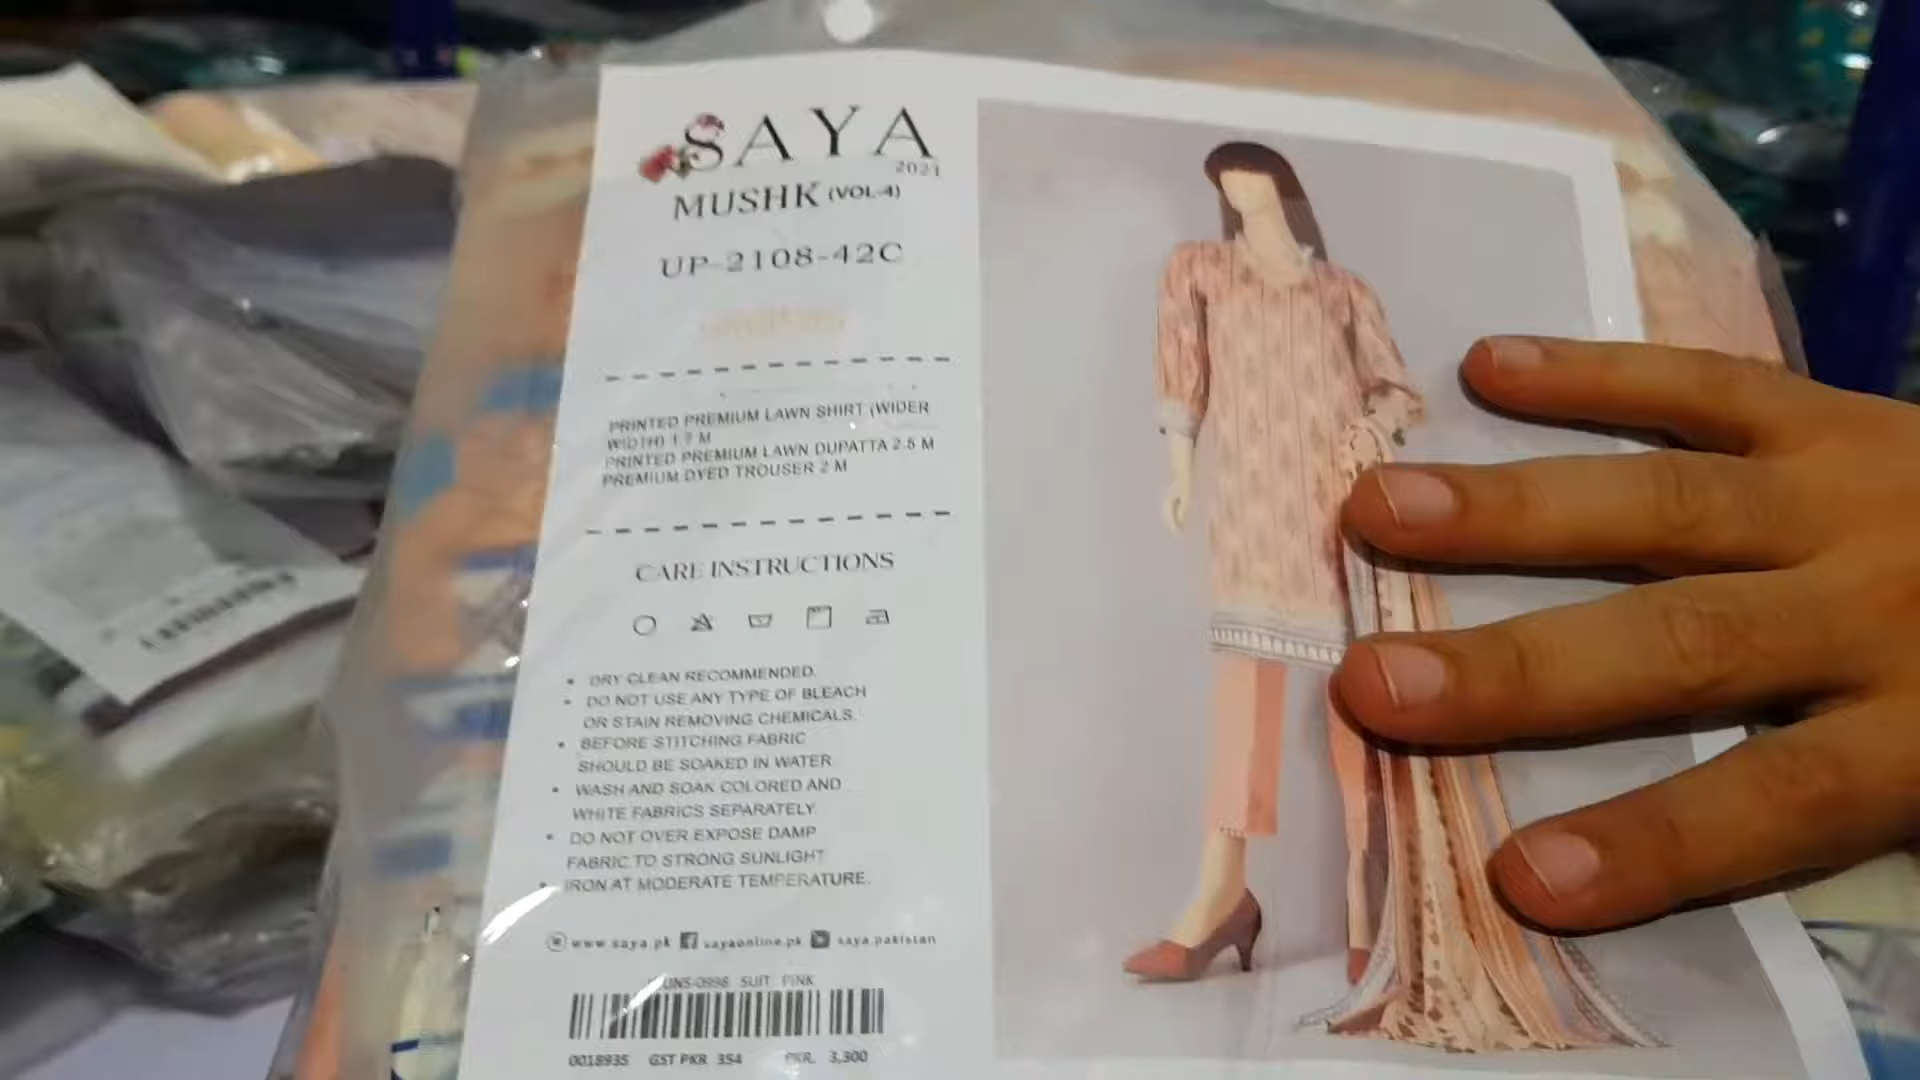 SAYA
2021
MUSHK (VOL-4)
UP-2108-42C
PRINTED PREMIUM LAWN SHIRT (WIDER
WIDTH) 1.7 M
PRINTED PREMIUM LAWN DUPATTA 2.5 M
PREMIUM DYED TROUSER 2 M
CARE INSTRUCTIONS
• DRY CLEAN RECOMMENDED.
• DO NOT USE ANY TYPE OF BLEACH
OR STAIN REMOVING CHEMICALS.
• BEFORE STITCHING FABRIC
SHOULD BE SOAKED IN WATER
• WASH AND SOAK COLORED AND
WHITE FABRICS SEPARATELY.
• DO NOT OVER EXPOSE DAMP
FABRIC TO STRONG SUNLIGHT
• IRON AT MODERATE TEMPERATURE.
www.saya.pk sayaonline.pk saya.pakistan
SUIT PINK
0018935 GST PKR 354 PKR. 3,300